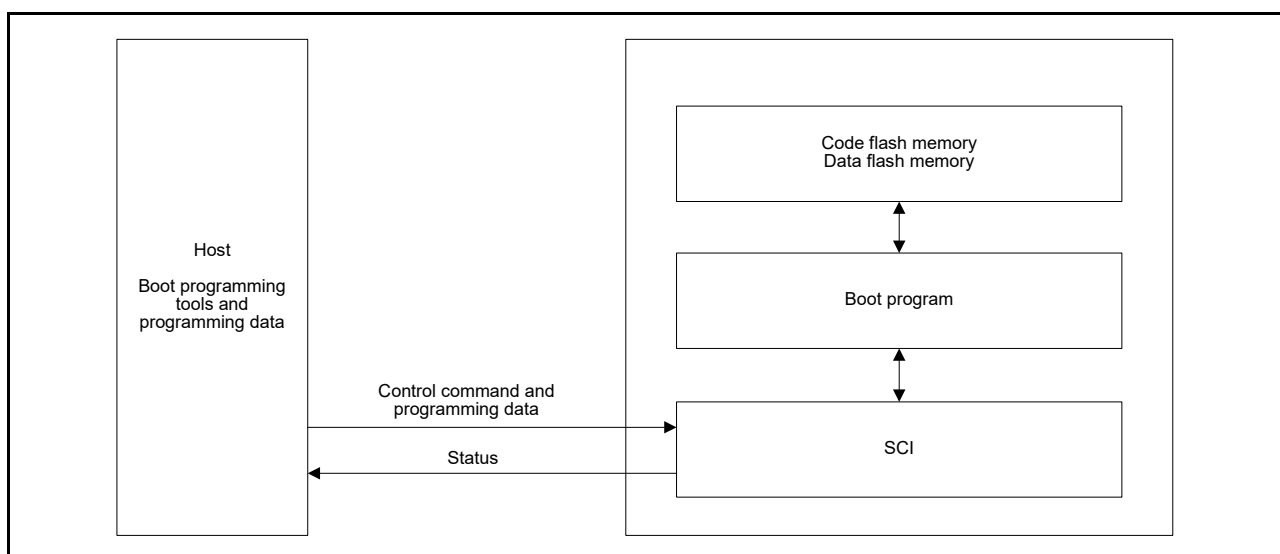 Host
Boot programming
tools and
programming data
Control command and
programming data
Status
Code flash memory
Data flash memory
Boot program
SCI